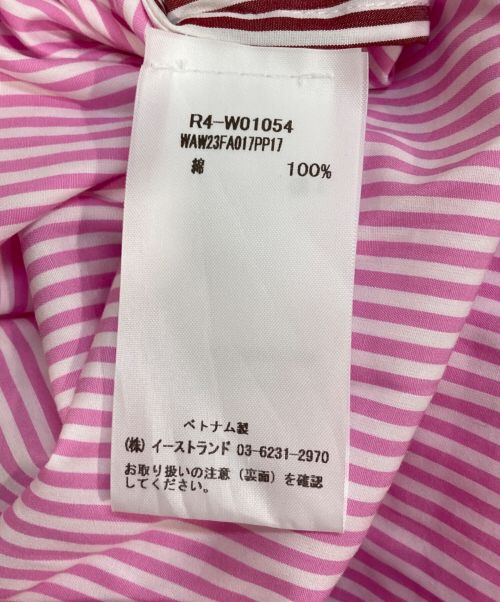 R4-W01054
WAW23FA017PP17
綿 100%
ベトナム製
(株) イーストランド 03-6231-2970
お取り扱いの注意 (裏面) を確認
してください。